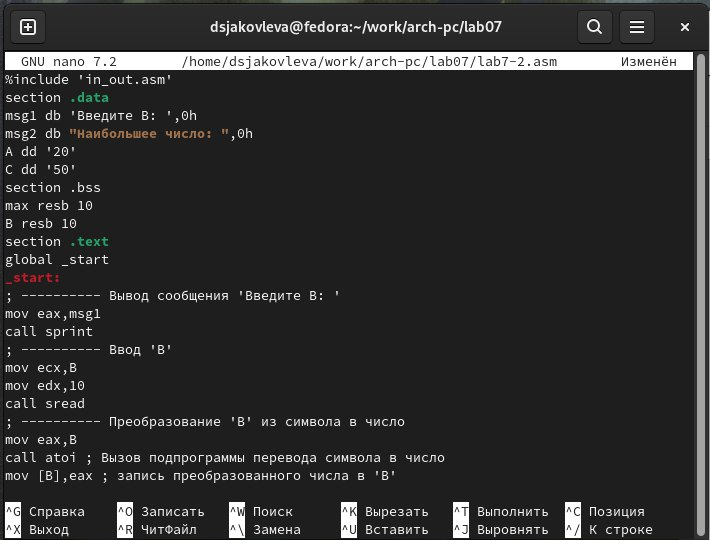 dsjakovleva@fedora:~/work/arch-pc/lab07
GNU nano 7.2 /home/dsjakovleva/work/arch-pc/lab07/lab7-2.asm Изменён
%include 'in_out.asm'
section .data
msg1 db 'Введите B: ',0h
msg2 db "Наибольшее число: ",0h
A dd '20'
C dd '50'
section .bss
max resb 10
B resb 10
section .text
global _start
_start:
; ---------- Вывод сообщения 'Введите B: '
mov eax,msg1
call sprint
; ---------- Ввод 'B'
mov ecx,B
mov edx,10
call sread
; ---------- Преобразование 'B' из символа в число
mov eax,B
call atoi ; Вызов подпрограммы перевода символа в число
mov [B],eax ; запись преобразованного числа в 'B'
^G Справка ^O Записать ^W Поиск ^K Вырезать ^T Выполнить ^C Позиция
^X Выход ^R ЧитФайл ^\ Замена ^U Вставить ^J Выровнять ^/ К строке